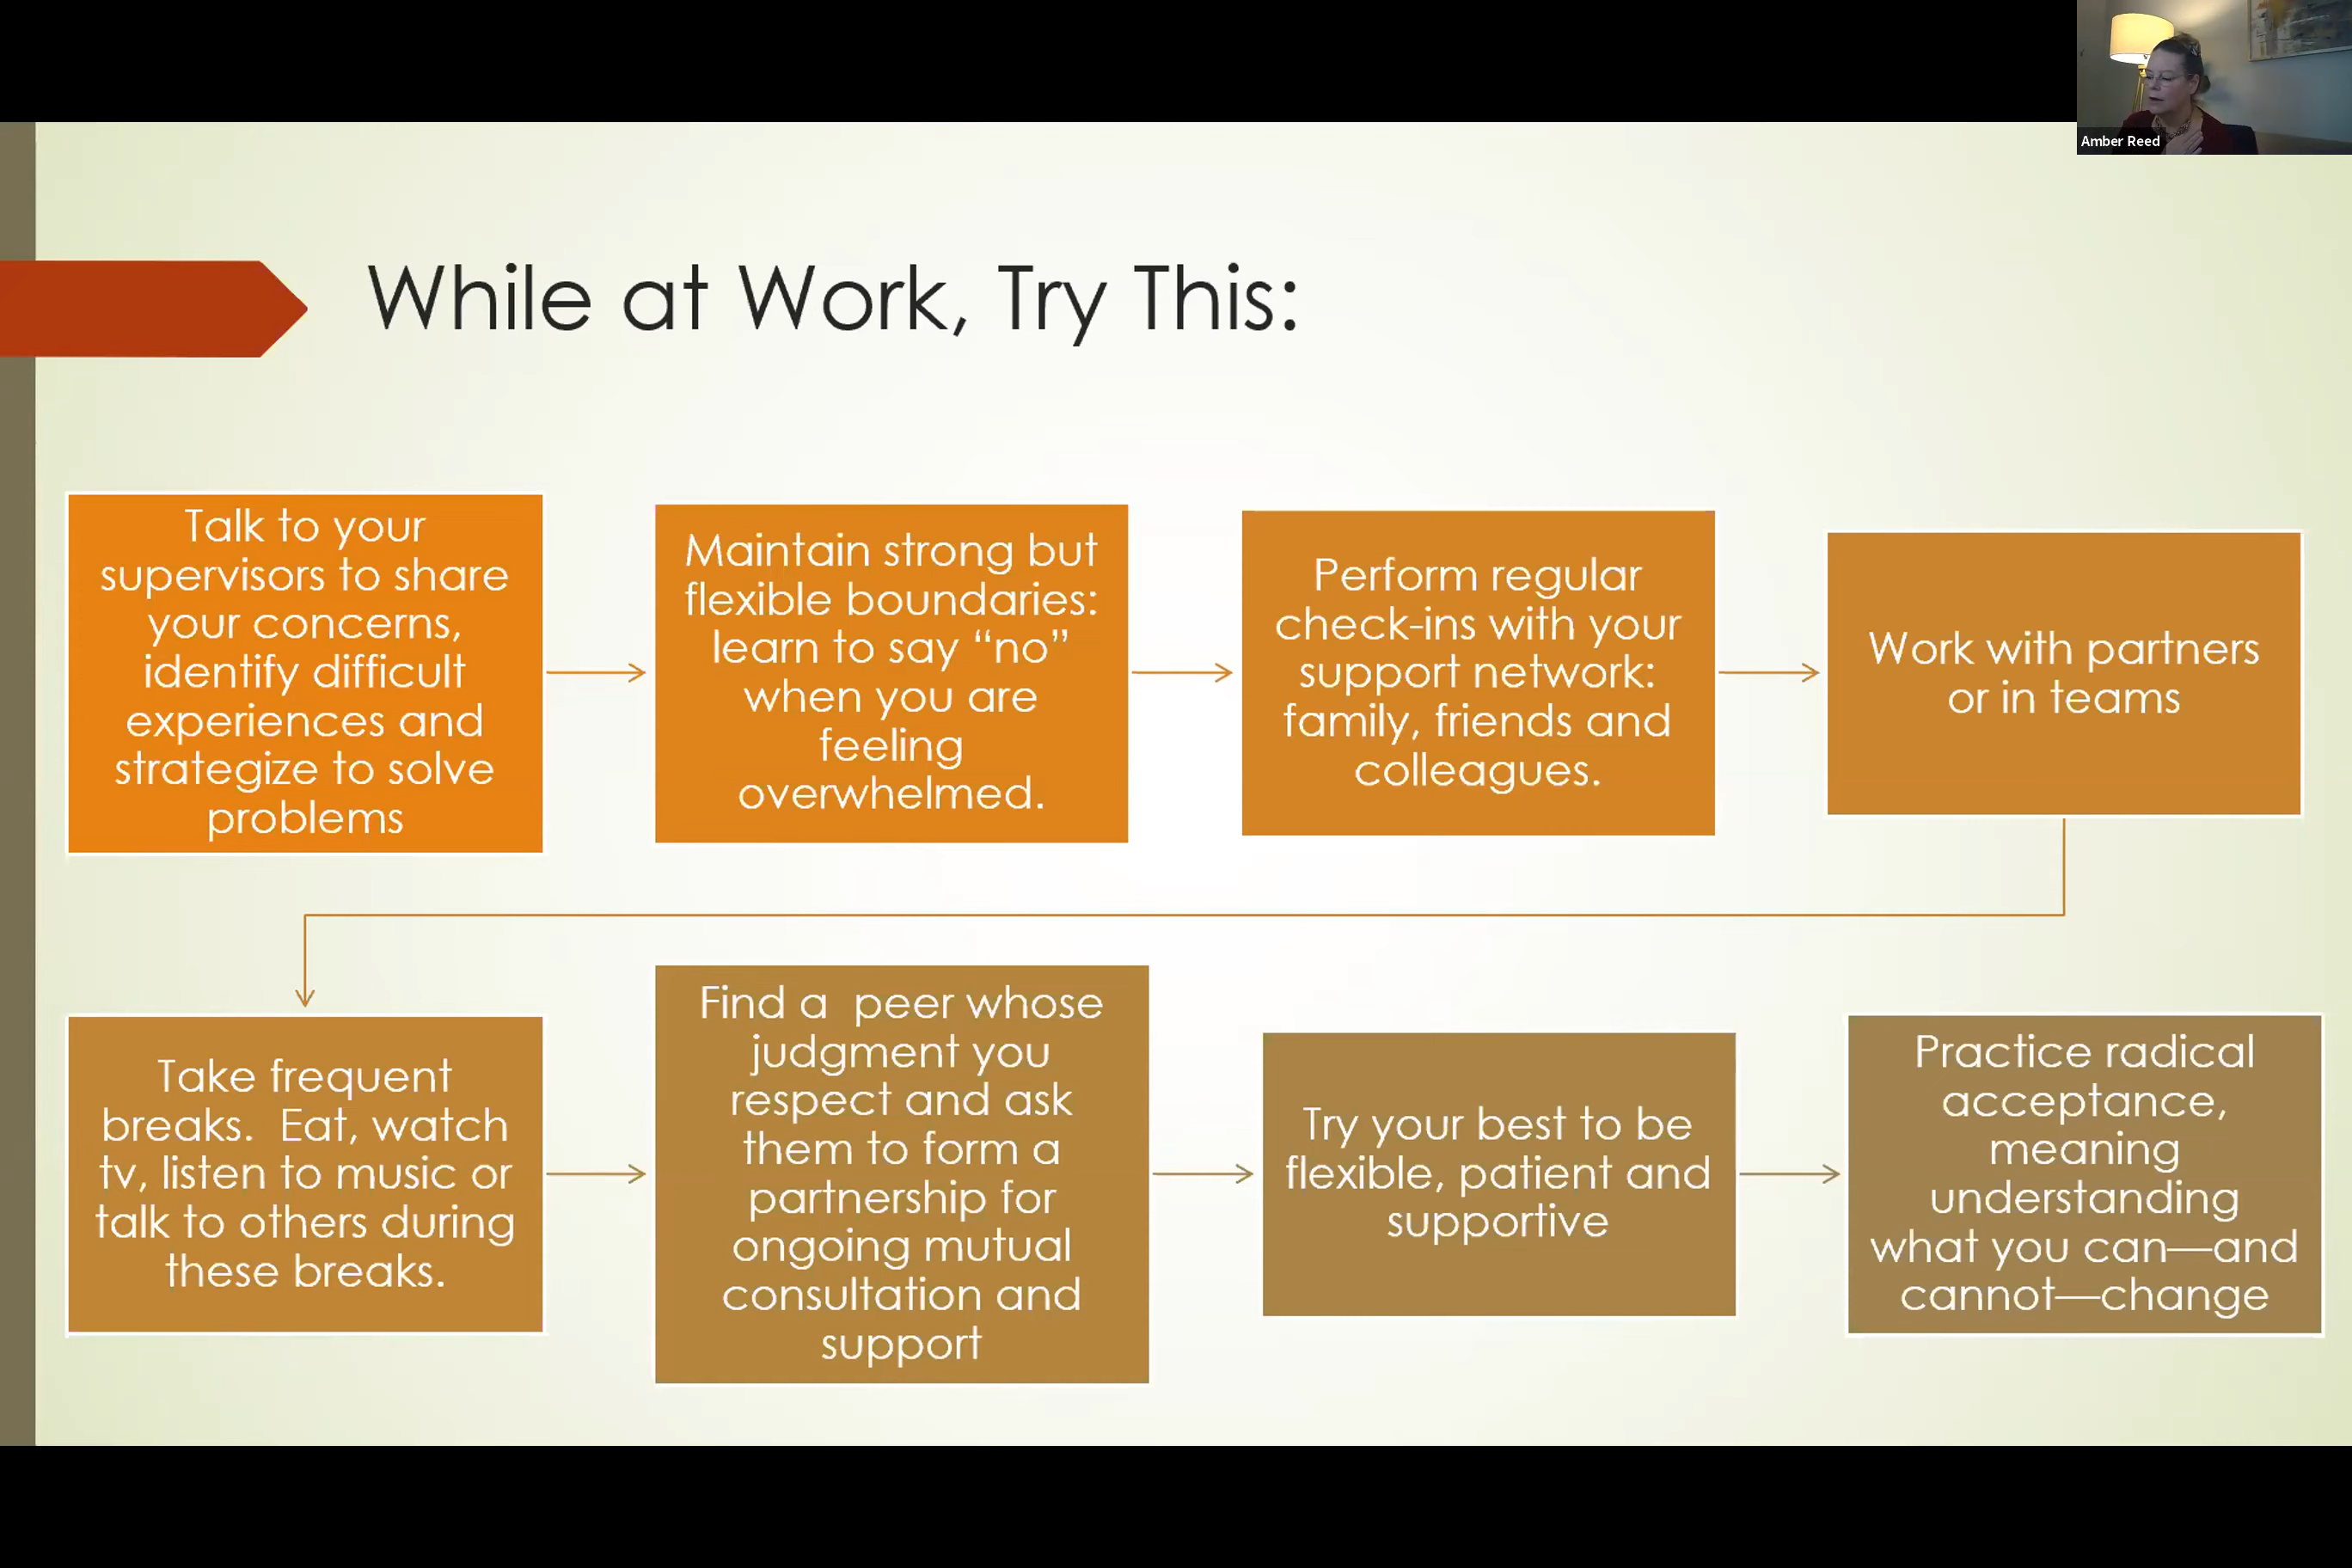 Amber Reed
While at Work, Try This:
Talk to your
supervisors to share
your concerns,
identify difficult
experiences and
strategize to solve
problems
Maintain strong but
flexible boundaries:
learn to say “no”
when you are
feeling
overwhelmed.
Perform regular
check-ins with your
support network:
family, friends and
colleagues.
Work with partners
or in teams
Take frequent
breaks.  Eat, watch
tv, listen to music or
talk to others during
these breaks.
Find a  peer whose
judgment you
respect and ask
them to form a
partnership for
ongoing mutual
consultation and
support
Try your best to be
flexible, patient and
supportive
Practice radical
acceptance,
meaning
understanding
what you can—and
cannot—change